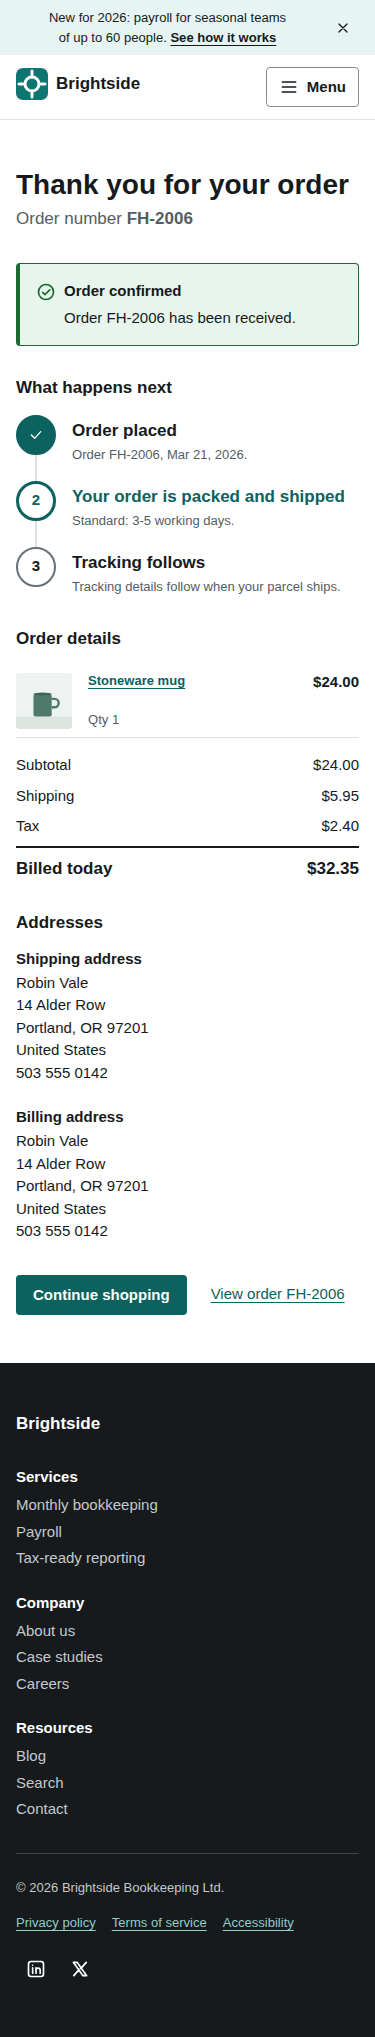 New for 2026: payroll for seasonal teams
of up to 60 people. See how it works
Brightside
Menu
Thank you for your order
Order number FH-2006
Order confirmed
Order FH-2006 has been received.
What happens next
Order placed
Order FH-2006, Mar 21, 2026.
2
Your order is packed and shipped
Standard: 3-5 working days.
3
Tracking follows
Tracking details follow when your parcel ships.
Order details
Stoneware mug $24.00
Qty 1
Subtotal $24.00
Shipping $5.95
Tax $2.40
Billed today $32.35
Addresses
Shipping address
Robin Vale
14 Alder Row
Portland, OR 97201
United States
503 555 0142
Billing address
Robin Vale
14 Alder Row
Portland, OR 97201
United States
503 555 0142
Continue shopping View order FH-2006
Brightside
Services
Monthly bookkeeping
Payroll
Tax-ready reporting
Company
About us
Case studies
Careers
Resources
Blog
Search
Contact
© 2026 Brightside Bookkeeping Ltd.
Privacy policy Terms of service Accessibility